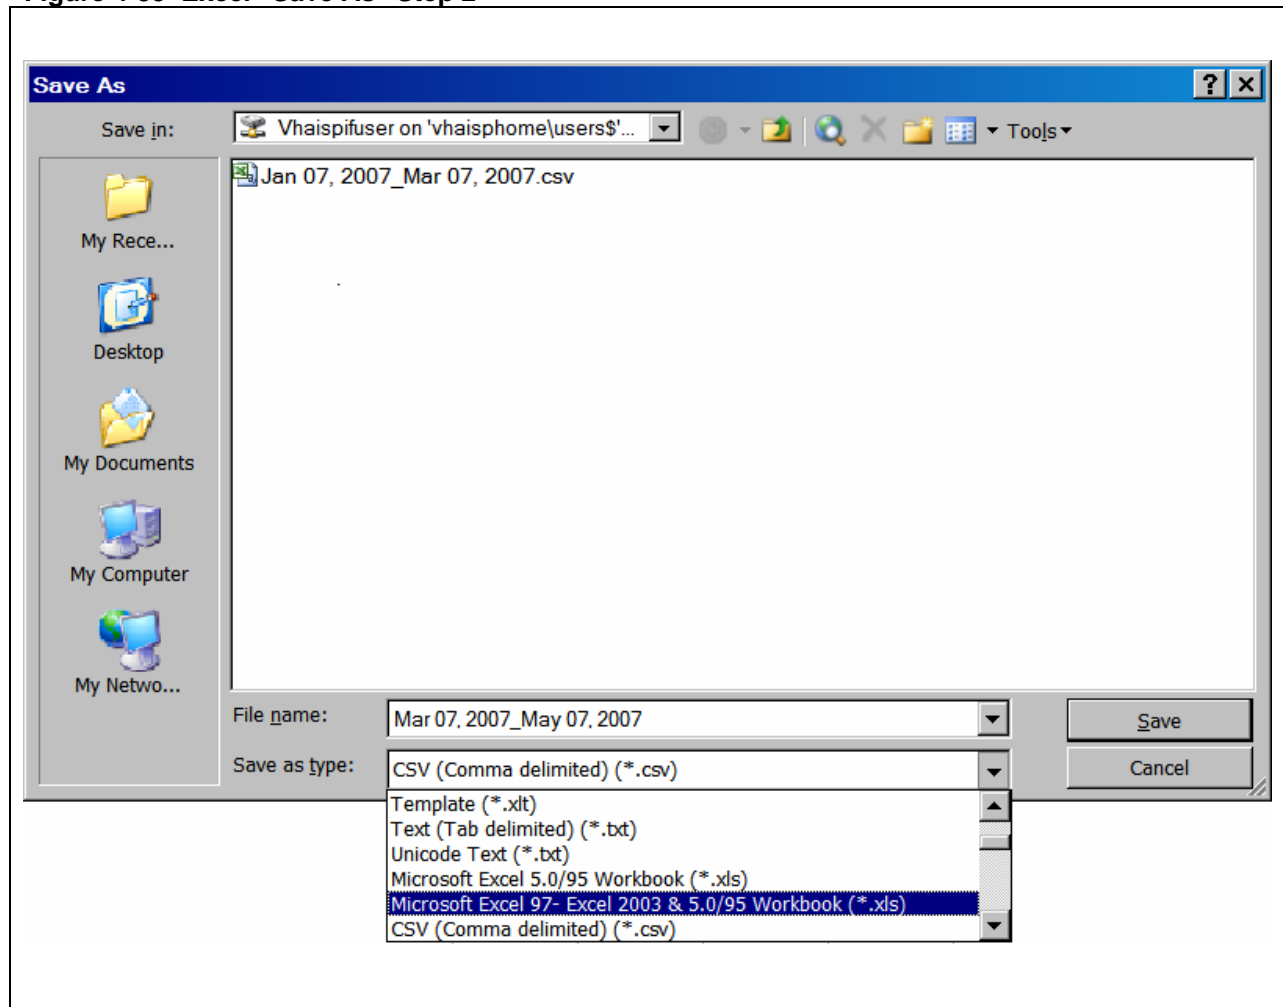 Save As
Save in: Vhaispifuser on 'vhaisphome\users$'... Tools
Jan 07, 2007_Mar 07, 2007.csv
My Rece...
Desktop
My Documents
My Computer
My Netwo...
File name: Mar 07, 2007_May 07, 2007 Save
Save as type: CSV (Comma delimited) (*.csv) Cancel
Template (*.xlt)
Text (Tab delimited) (*.txt)
Unicode Text (*.txt)
Microsoft Excel 5.0/95 Workbook (*.xls)
Microsoft Excel 97- Excel 2003 & 5.0/95 Workbook (*.xls)
CSV (Comma delimited) (*.csv)